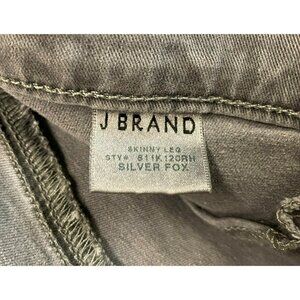 J BRAND
SKINNY LEG
STY# 811K120RH
SILVER FOX